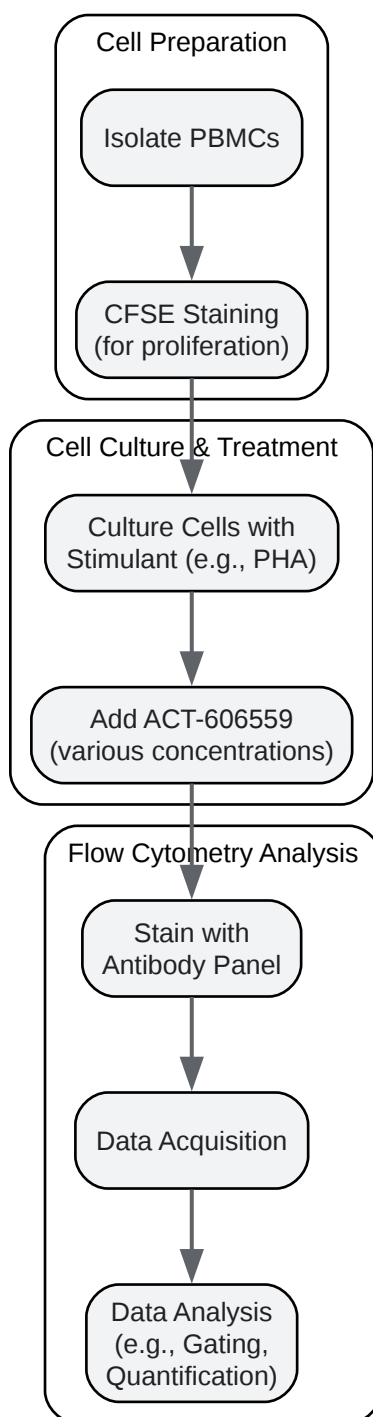 Cell Preparation
Isolate PBMCs
CFSE Staining
(for proliferation)
Cell Culture & Treatment
Culture Cells with
Stimulant (e.g., PHA)
Add ACT-606559
(various concentrations)
Flow Cytometry Analysis
Stain with
Antibody Panel
Data Acquisition
Data Analysis
(e.g., Gating,
Quantification)